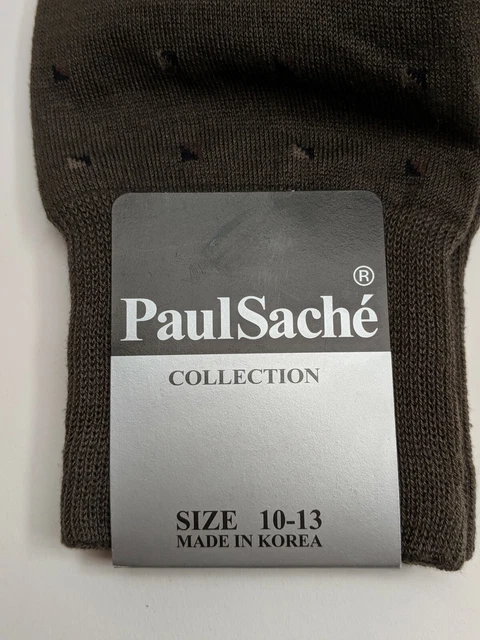 ®
PaulSaché
COLLECTION
SIZE 10-13
MADE IN KOREA